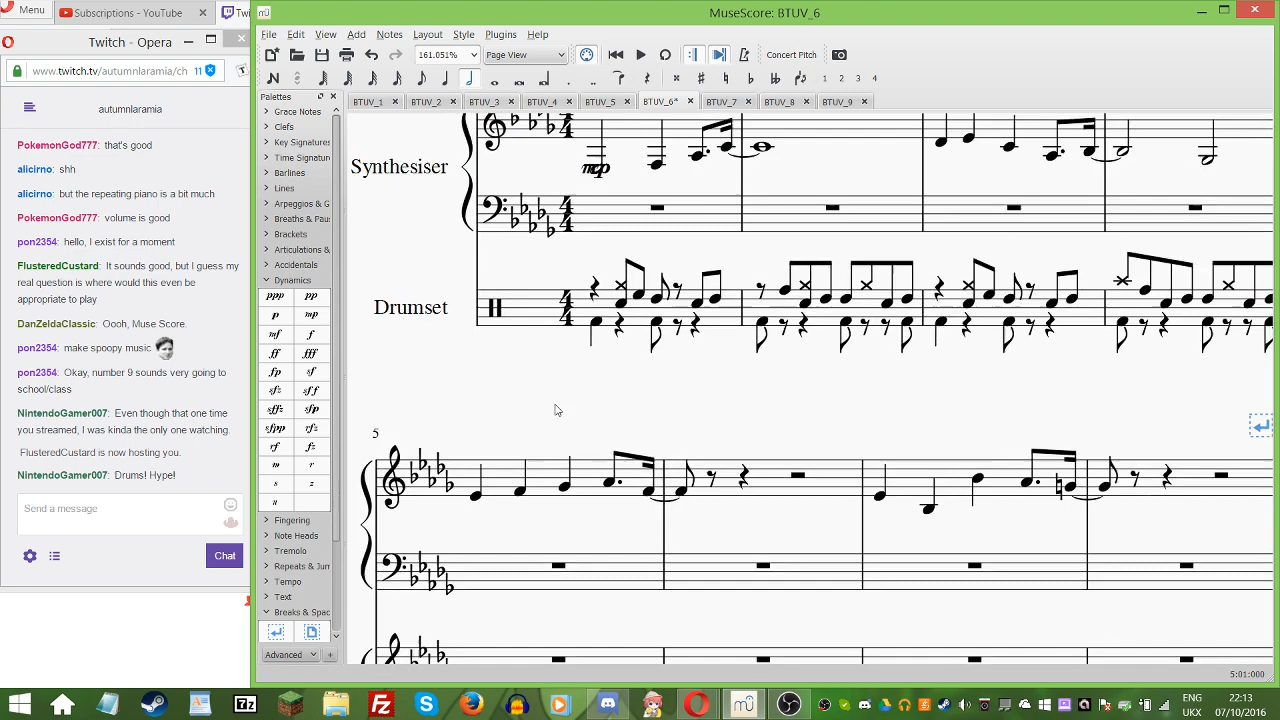 Menu
Subscriptions - YouTube
Twitch - Opera
www.twitch.tv/autumnlaramia/ch
11
autumnlaramia
PokemonGod777: that's good
alicirno: shh
alicirno: but the repeating piano is a bit much
PokemonGod777: volume is good
pon2354: hello, I exist for a moment
FlusteredCustard: It sounds good, but I guess my
real question is where would this even be
appropriate to play
DanZeldaClassic: Oooh, Muse Score.
pon2354: make spoopy music
pon2354: Okay, number 9 sounds very going to
school/class
NintendoGamer007: Even though that one time
you streamed, I was kinda the only one watching.
FlusteredCustard is now hosting you.
NintendoGamer007: Drums! Hype!
Send a message
Chat
MuseScore: BTUV_6
File Edit View Add Notes Layout Style Plugins Help
161.051%
Page View
Concert Pitch
1 2 3 4
Palettes
BTUV_1 BTUV_2 BTUV_3 BTUV_4 BTUV_5 BTUV_6* BTUV_7 BTUV_8 BTUV_9
Grace Notes
Clefs
Key Signatures
Time Signatur
Barlines
Lines
Arpeggios & G
Breaths & Pau
Brackets
Articulations &
Accidentals
Dynamics
ppp pp
p mp
mf f
ff fff
fp sf
sfz sff
sffz sfp
sfpp rfz
rf fz
m r
s z
n
Fingering
Note Heads
Tremolo
Repeats & Jum
Tempo
Text
Breaks & Spac
Advanced
+
Synthesiser
mp
4
4
Drumset
5
5:01:000
ENG
UKX
22:13
07/10/2016